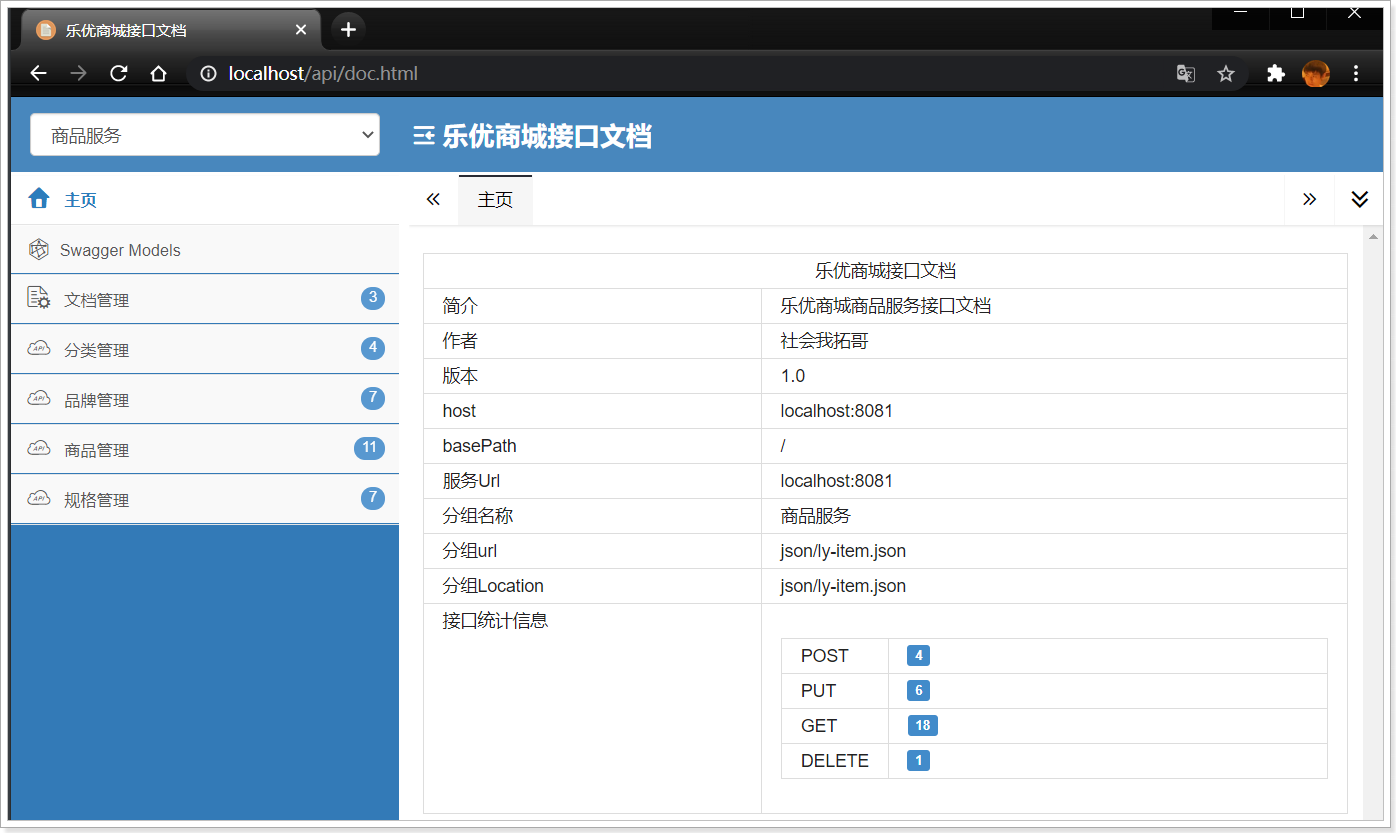 乐优商城接口文档
localhost/api/doc.html
商品服务
乐优商城接口文档
主页
主页
Swagger Models
文档管理 3
分类管理 4
品牌管理 7
商品管理 11
规格管理 7
乐优商城接口文档
简介 乐优商城商品服务接口文档
作者 社会我拓哥
版本 1.0
host localhost:8081
basePath /
服务Url localhost:8081
分组名称 商品服务
分组url json/ly-item.json
分组Location json/ly-item.json
接口统计信息
POST 4
PUT 6
GET 18
DELETE 1